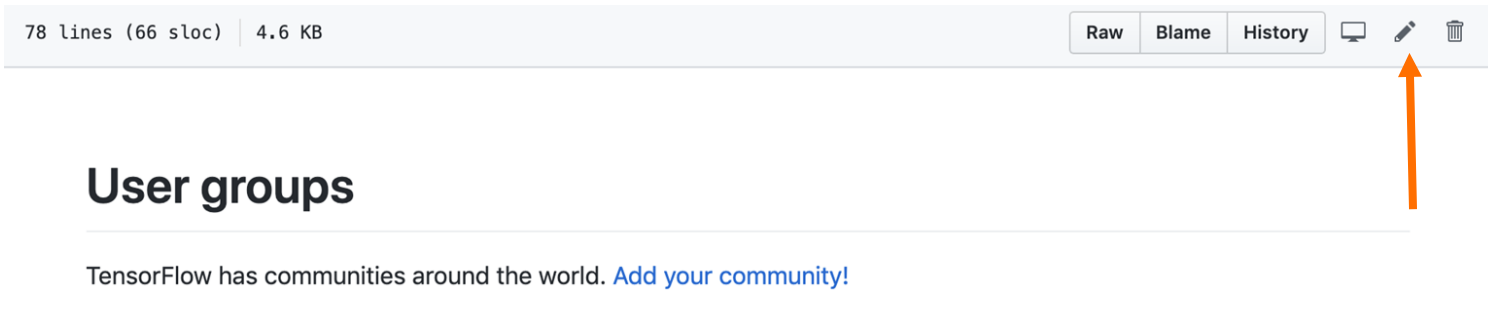 78 lines (66 sloc) 4.6 KB Raw Blame History
User groups
TensorFlow has communities around the world. Add your community!